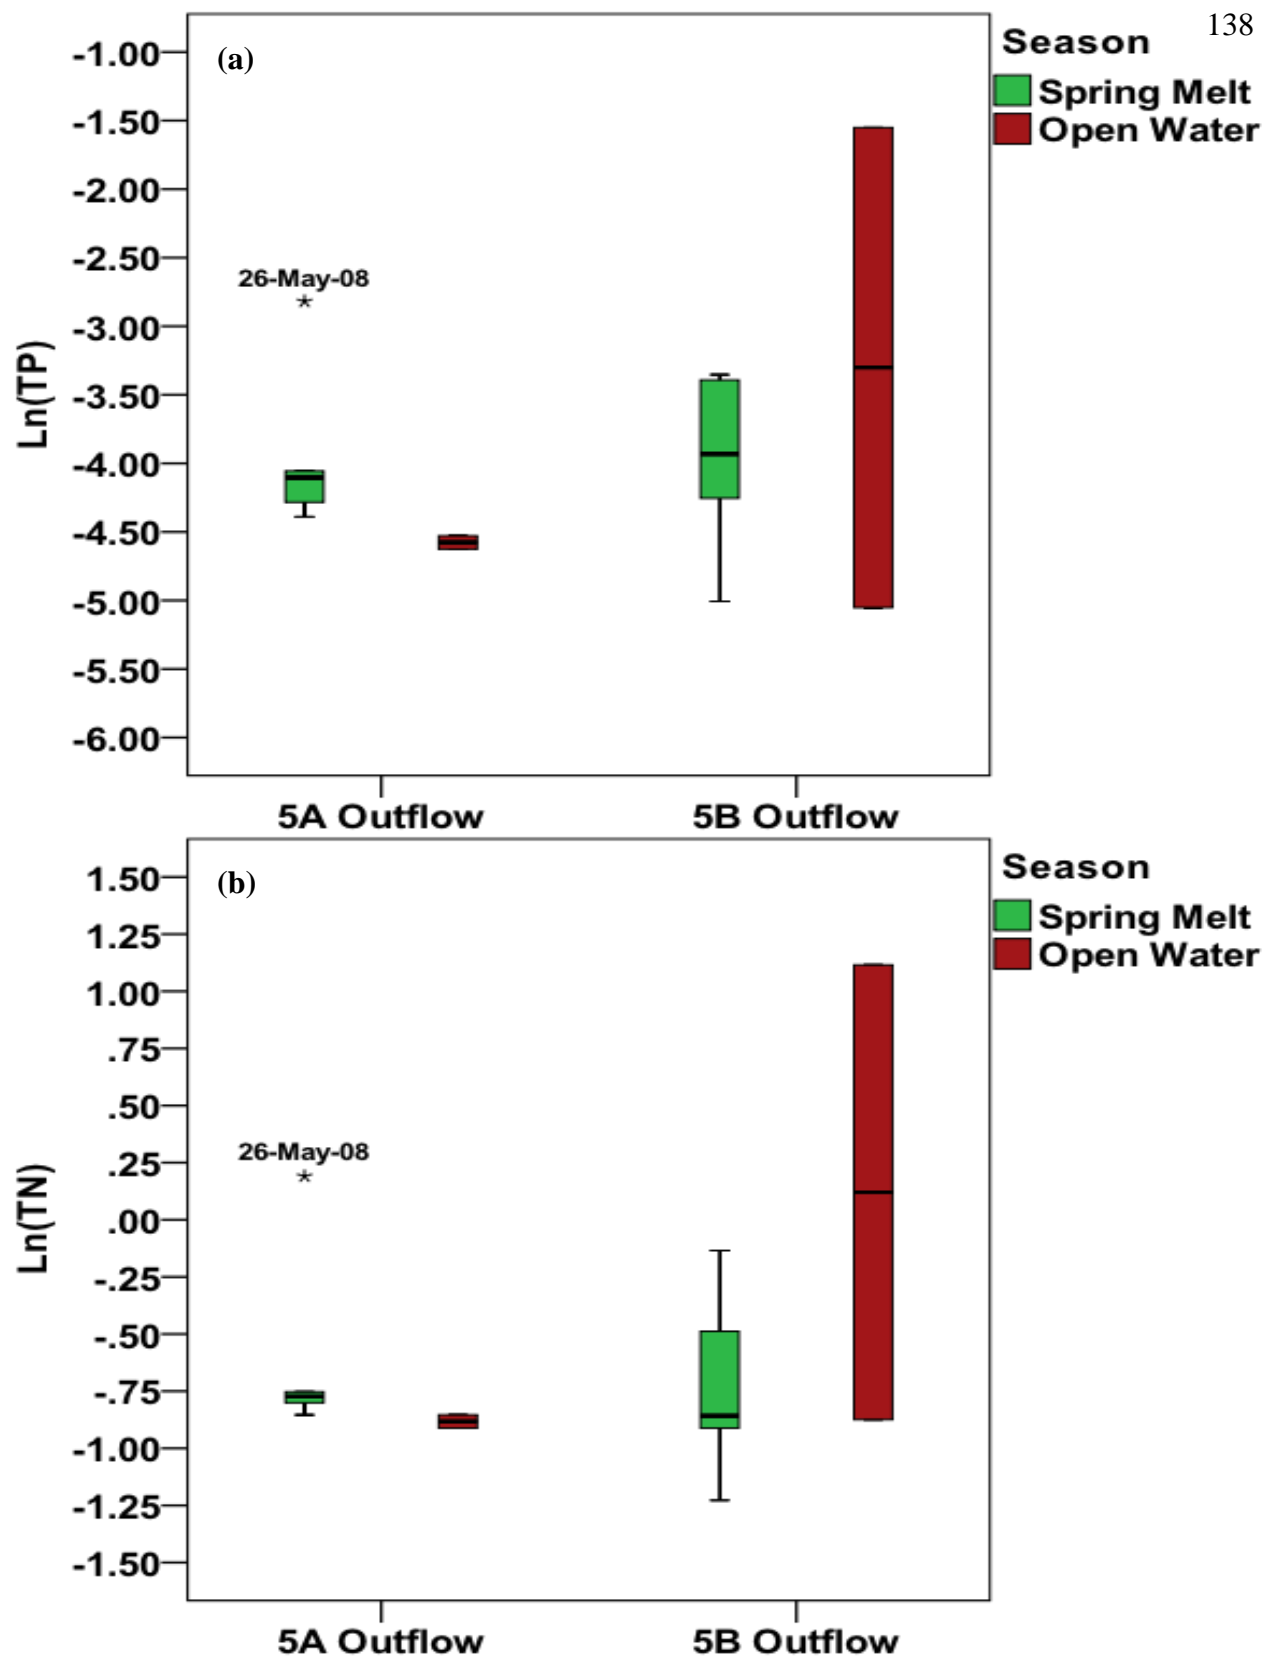 138
(a)
Season
Spring Melt
Open Water
-1.00
-1.50
-2.00
-2.50
-3.00
-3.50
-4.00
-4.50
-5.00
-5.50
-6.00
Ln(TP)
26-May-08
*
5A Outflow 5B Outflow
(b)
Season
Spring Melt
Open Water
1.50
1.25
1.00
.75
.50
.25
.00
-.25
-.50
-.75
-1.00
-1.25
-1.50
Ln(TN)
26-May-08
*
5A Outflow 5B Outflow